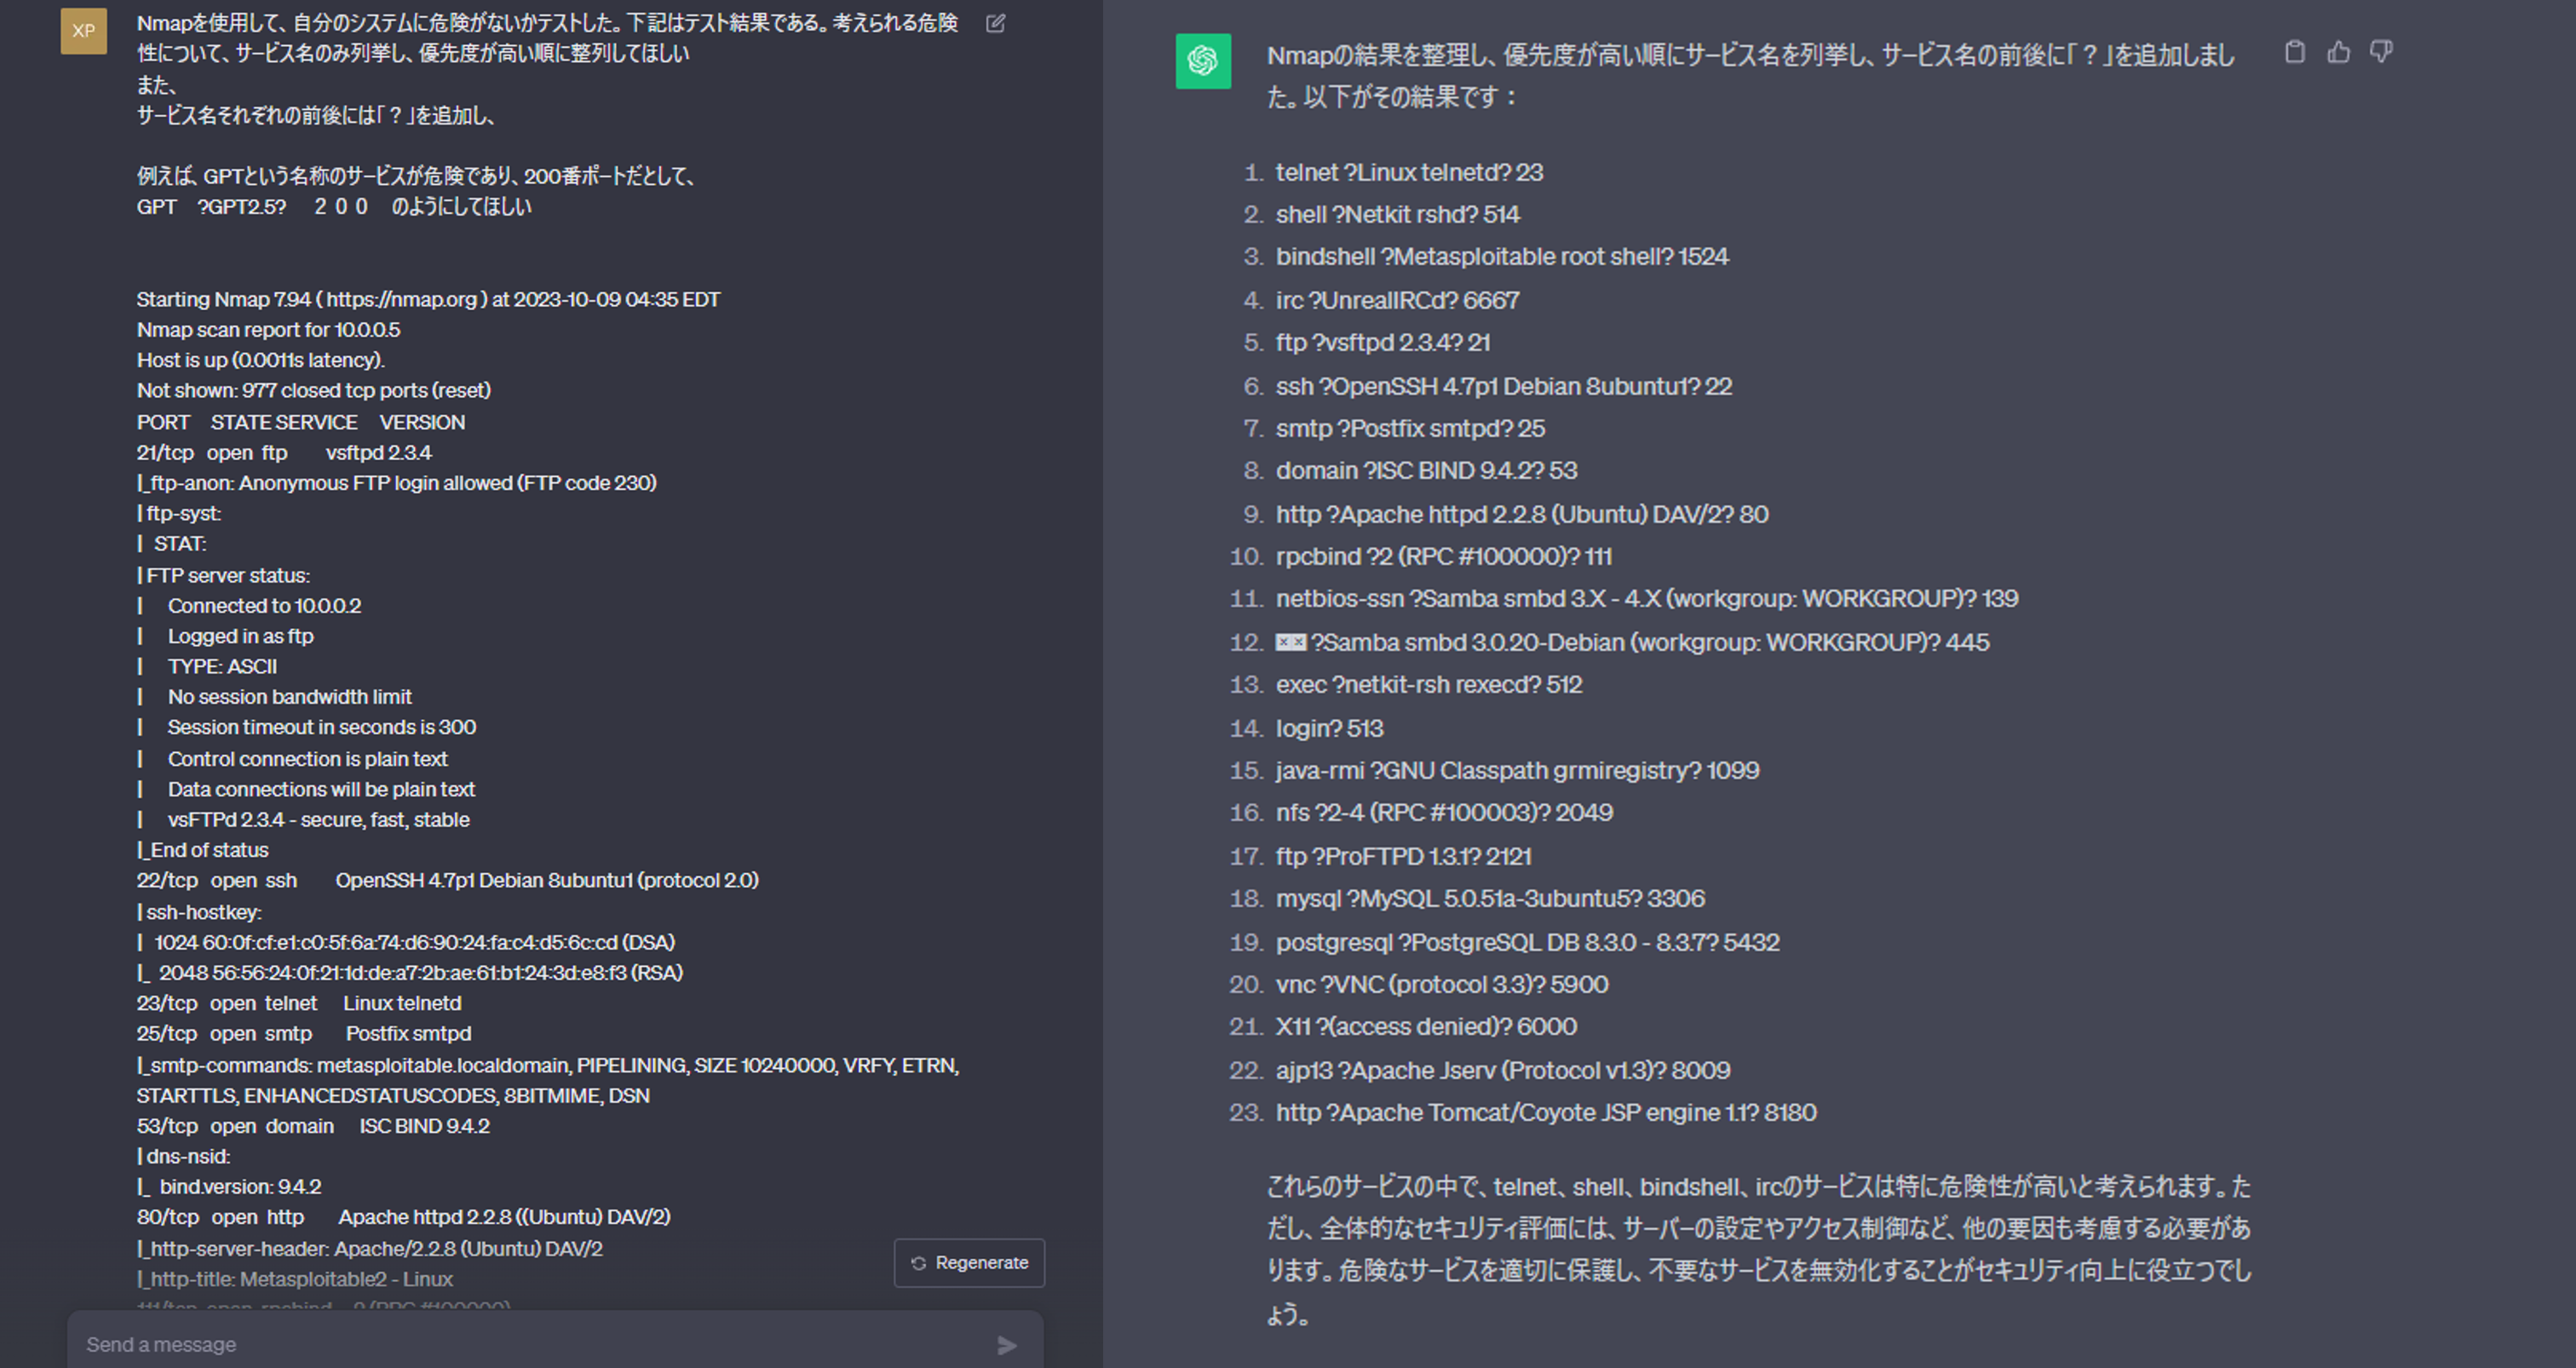 XP
Nmapを使用して、自分のシステムに危険がないかテストした。下記はテスト結果である。考えられる危険
性について、サービス名のみ列挙し、優先度が高い順に整列してほしい
また、
サービス名それぞれの前後には「？」を追加し、
例えば、GPTという名称のサービスが危険であり、200番ポートだとして、
GPT　?GPT2.5?　２００　のようにしてほしい
Starting Nmap 7.94 ( https://nmap.org ) at 2023-10-09 04:35 EDT
Nmap scan report for 10.0.0.5
Host is up (0.0011s latency).
Not shown: 977 closed tcp ports (reset)
PORT STATE SERVICE VERSION
21/tcp open ftp vsftpd 2.3.4
|_ftp-anon: Anonymous FTP login allowed (FTP code 230)
| ftp-syst:
| STAT:
| FTP server status:
| Connected to 10.0.0.2
| Logged in as ftp
| TYPE: ASCII
| No session bandwidth limit
| Session timeout in seconds is 300
| Control connection is plain text
| Data connections will be plain text
| vsFTPd 2.3.4 - secure, fast, stable
|_End of status
22/tcp open ssh OpenSSH 4.7p1 Debian 8ubuntu1 (protocol 2.0)
| ssh-hostkey:
| 1024 60:0f:cf:e1:c0:5f:6a:74:d6:90:24:fa:c4:d5:6c:cd (DSA)
|_ 2048 56:56:24:0f:21:1d:de:a7:2b:ae:61:b1:24:3d:e8:f3 (RSA)
23/tcp open telnet Linux telnetd
25/tcp open smtp Postfix smtpd
|_smtp-commands: metasploitable.localdomain, PIPELINING, SIZE 10240000, VRFY, ETRN,
STARTTLS, ENHANCEDSTATUSCODES, 8BITMIME, DSN
53/tcp open domain ISC BIND 9.4.2
| dns-nsid:
|_ bind.version: 9.4.2
80/tcp open http Apache httpd 2.2.8 ((Ubuntu) DAV/2)
|_http-server-header: Apache/2.2.8 (Ubuntu) DAV/2
|_http-title: Metasploitable2 - Linux
111/tcp open rpcbind 2 (RPC #100000)
Regenerate
Send a message
Nmapの結果を整理し、優先度が高い順にサービス名を列挙し、サービス名の前後に「？」を追加しまし
た。以下がその結果です：
1. telnet ?Linux telnetd? 23
2. shell ?Netkit rshd? 514
3. bindshell ?Metasploitable root shell? 1524
4. irc ?UnrealIRCd? 6667
5. ftp ?vsftpd 2.3.4? 21
6. ssh ?OpenSSH 4.7p1 Debian 8ubuntu1? 22
7. smtp ?Postfix smtpd? 25
8. domain ?ISC BIND 9.4.2? 53
9. http ?Apache httpd 2.2.8 (Ubuntu) DAV/2? 80
10. rpcbind ?2 (RPC #100000)? 111
11. netbios-ssn ?Samba smbd 3.X - 4.X (workgroup: WORKGROUP)? 139
12. ?Samba smbd 3.0.20-Debian (workgroup: WORKGROUP)? 445
13. exec ?netkit-rsh rexecd? 512
14. login? 513
15. java-rmi ?GNU Classpath grmiregistry? 1099
16. nfs ?2-4 (RPC #100003)? 2049
17. ftp ?ProFTPD 1.3.1? 2121
18. mysql ?MySQL 5.0.51a-3ubuntu5? 3306
19. postgresql ?PostgreSQL DB 8.3.0 - 8.3.7? 5432
20. vnc ?VNC (protocol 3.3)? 5900
21. X11 ?(access denied)? 6000
22. ajp13 ?Apache Jserv (Protocol v1.3)? 8009
23. http ?Apache Tomcat/Coyote JSP engine 1.1? 8180
これらのサービスの中で、telnet、shell、bindshell、ircのサービスは特に危険性が高いと考えられます。た
だし、全体的なセキュリティ評価には、サーバーの設定やアクセス制御など、他の要因も考慮する必要があ
ります。危険なサービスを適切に保護し、不要なサービスを無効化することがセキュリティ向上に役立つでし
ょう。